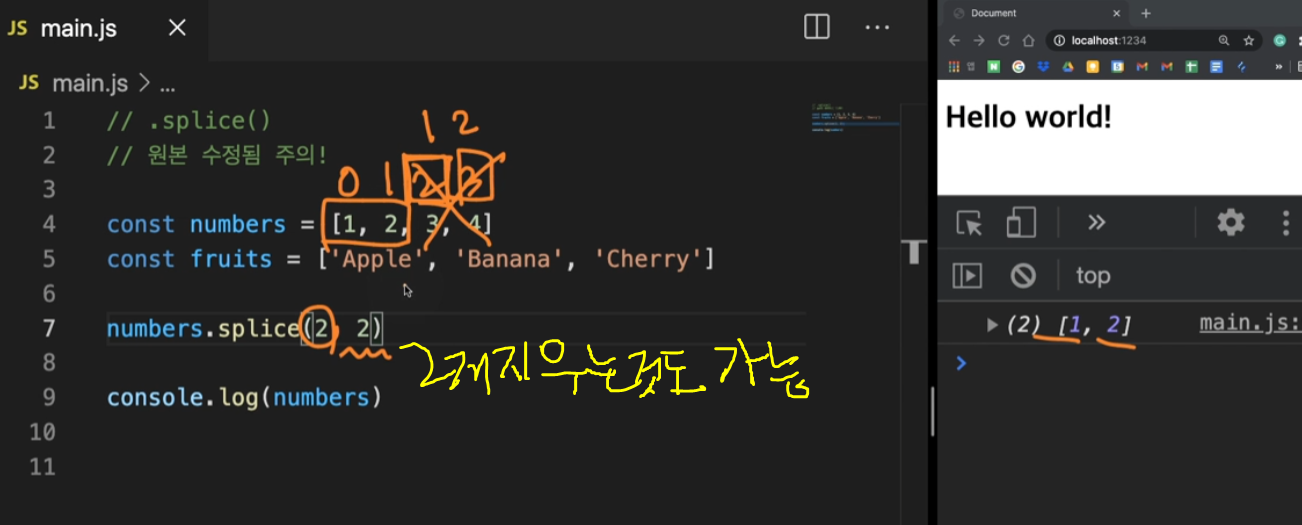 JS main.js ×
JS main.js > ...
1 // .splice()
2 // 원본 수정됨 주의!
3
1 2
0 1 2 3
4 const numbers = [1, 2, 3, 4]
5 const fruits = ['Apple', 'Banana', 'Cherry']
6
7 numbers.splice(2, 2)
2개지우는것도 가능
8
9 console.log(numbers)
10
11
Document
localhost:1234
Hello world!
top
(2) [1, 2] main.js: